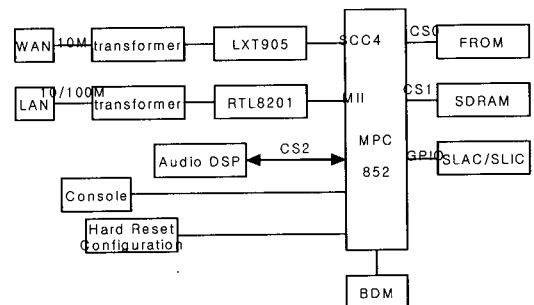 WAN 10M transformer LXT905 SCC4 CS0 FROM
LAN 10/100M transformer RTL8201 MII CS1 SDRAM
MPC
852
Audio DSP CS2 GPIO SLAC/SLIC
Console
Hard Reset
Configuration
BDM